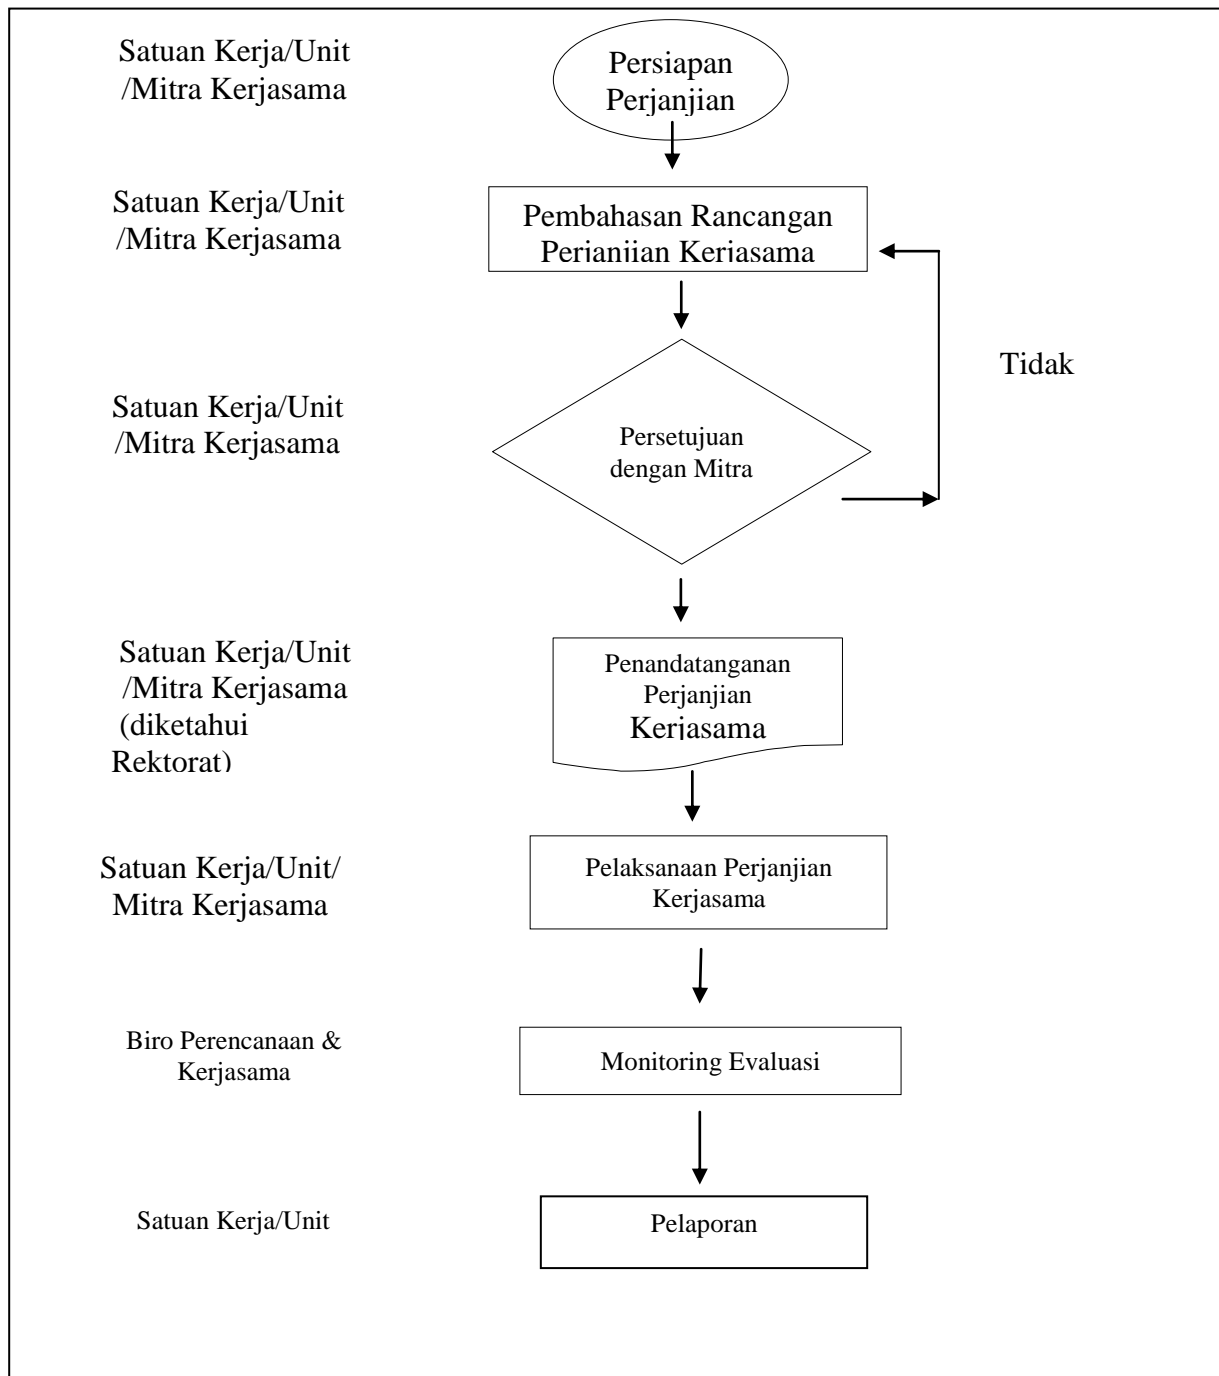 Satuan Kerja/Unit
/Mitra Kerjasama
Persiapan
Perjanjian
Satuan Kerja/Unit
/Mitra Kerjasama
Pembahasan Rancangan
Perjanjian Kerjasama
Tidak
Satuan Kerja/Unit
/Mitra Kerjasama
Persetujuan
dengan Mitra
Satuan Kerja/Unit
/Mitra Kerjasama
(diketahui
Rektorat)
Penandatanganan
Perjanjian
Kerjasama
Satuan Kerja/Unit/
Mitra Kerjasama
Pelaksanaan Perjanjian
Kerjasama
Biro Perencanaan &
Kerjasama
Monitoring Evaluasi
Satuan Kerja/Unit
Pelaporan